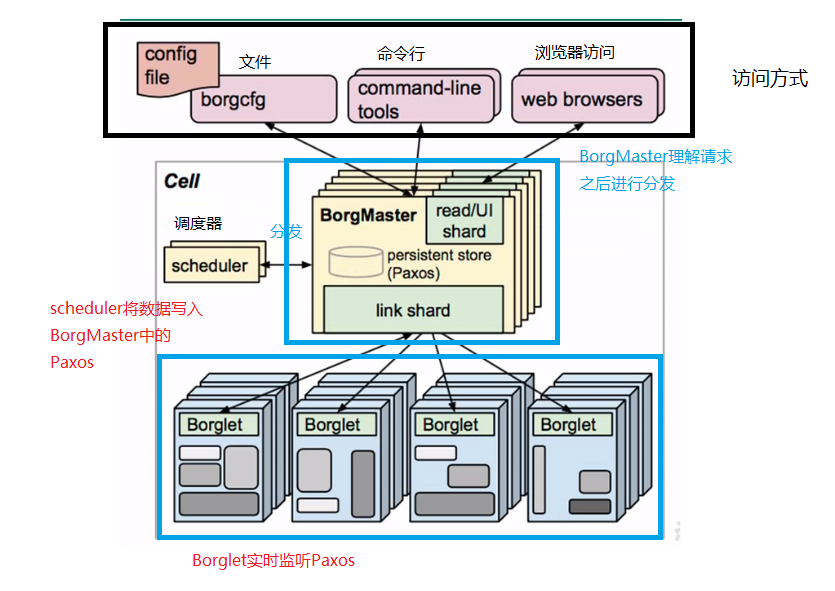 config
file
文件
borgcfg
命令行
command-line
tools
浏览器访问
web browsers
访问方式
BorgMaster理解请求
之后进行分发
Cell
调度器
scheduler
分发
BorgMaster
read/UI
shard
persistent store
(Paxos)
link shard
scheduler将数据写入
BorgMaster中的
Paxos
Borglet
Borglet
Borglet
Borglet
Borglet实时监听Paxos